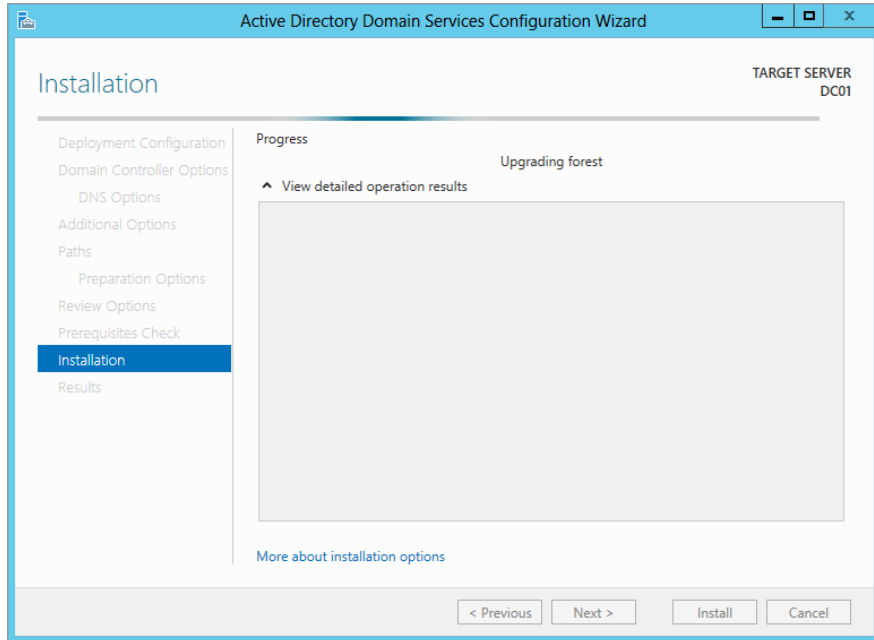 Active Directory Domain Services Configuration Wizard
Installation
TARGET SERVER
DC01
Deployment Configuration
Domain Controller Options
DNS Options
Additional Options
Paths
Preparation Options
Review Options
Prerequisites Check
Installation
Results
Progress
Upgrading forest
View detailed operation results
More about installation options
< Previous
Next >
Install
Cancel